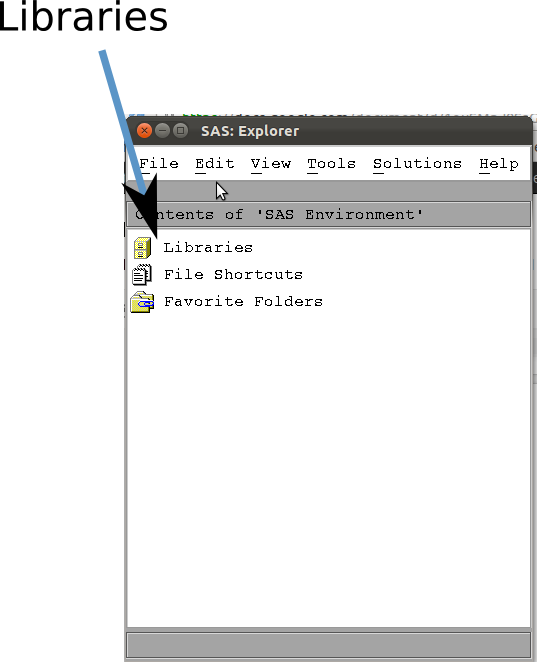 Libraries
SAS: Explorer
File Edit View Tools Solutions Help
Contents of 'SAS Environment'
Libraries
File Shortcuts
Favorite Folders